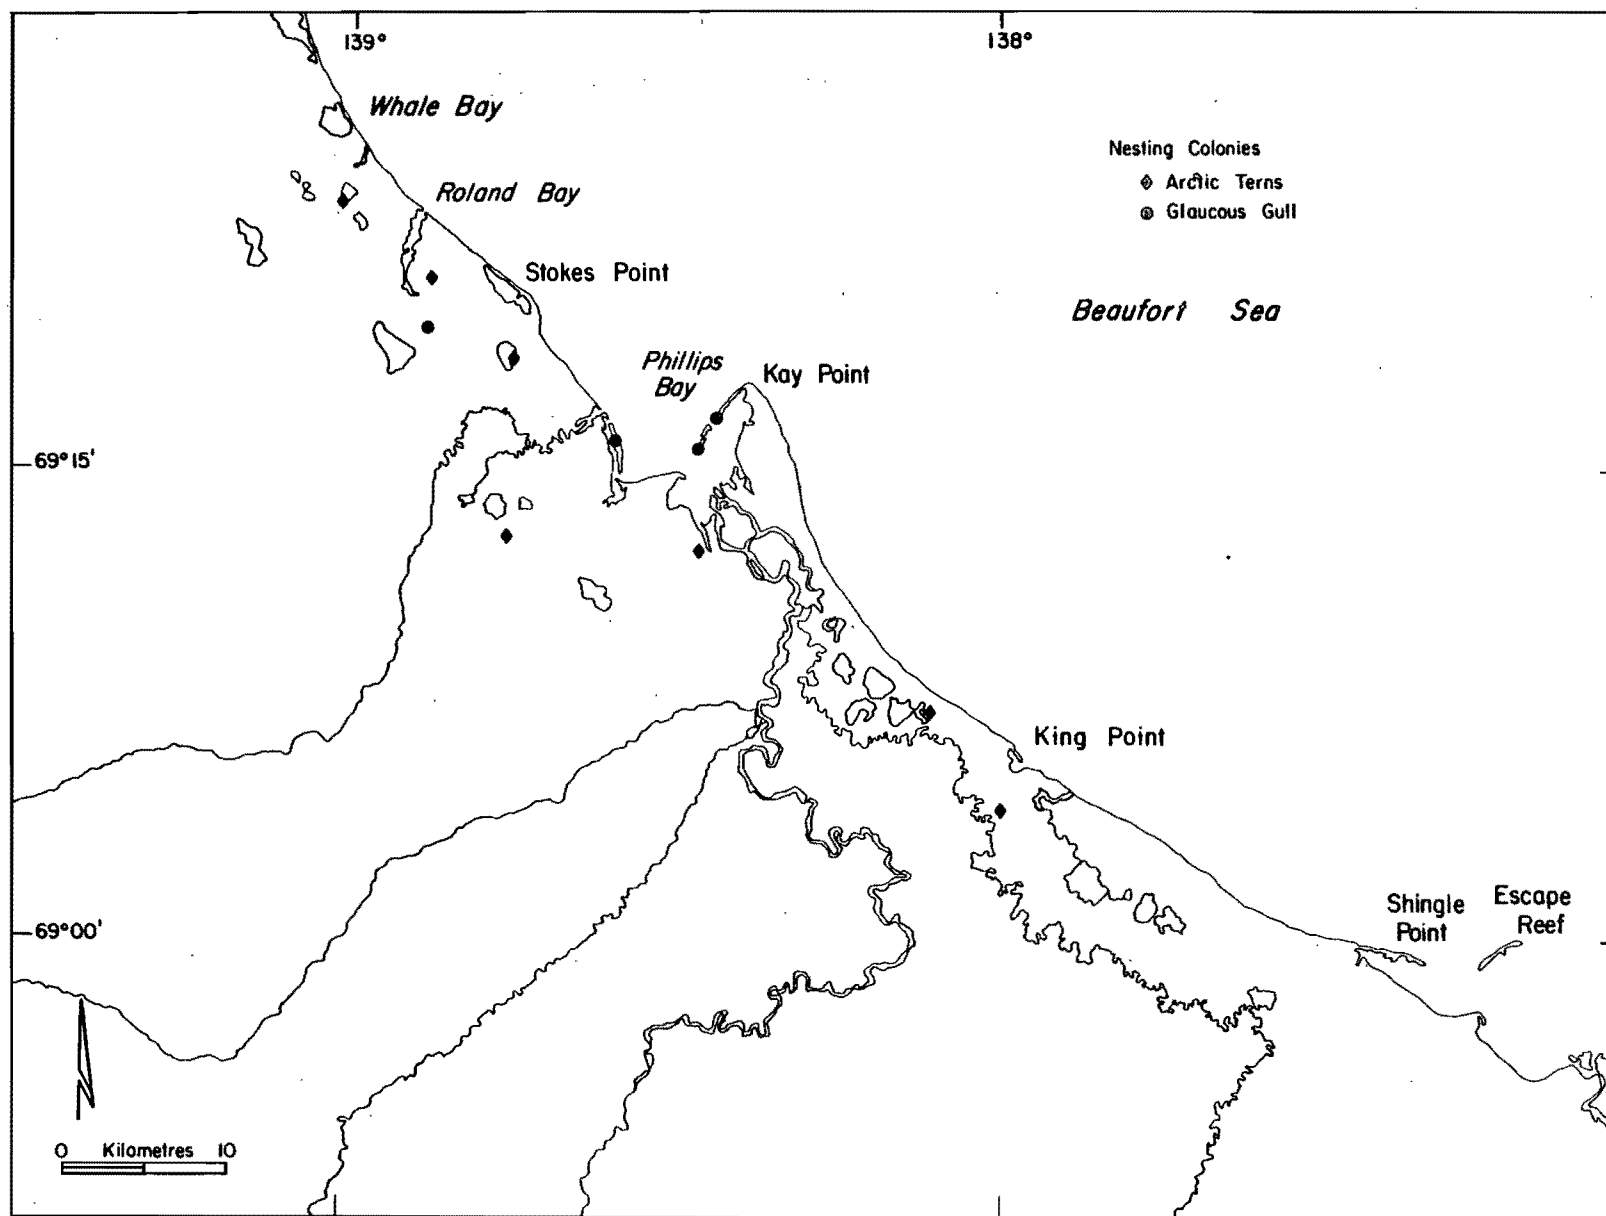 139°
138°
Whale Bay
Nesting Colonies
Arctic Terns
Glaucous Gull
Roland Bay
Stokes Point
Beaufort Sea
Phillips
Bay
Kay Point
69°15'
King Point
Shingle
Point
Escape
Reef
69°00'
0 Kilometres 10